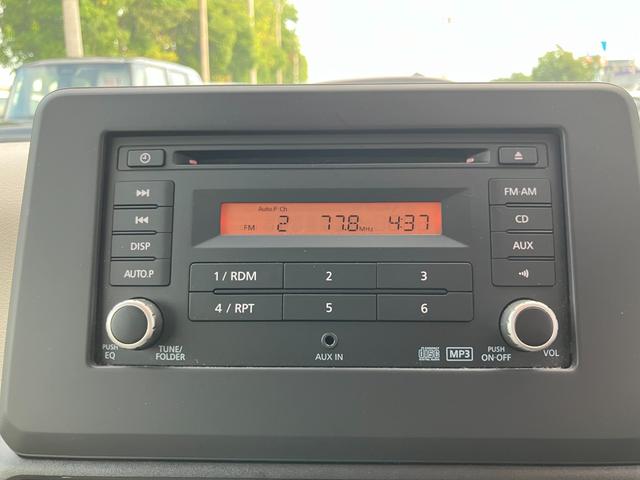 FM·AM
CD
AUX
DISP
AUTO.P
Auto.P Ch
FM 2 77.8 MHz 4:37
1 / RDM 2 3
4 / RPT 5 6
PUSH
EQ
TUNE/
FOLDER
AUX IN
MP3
PUSH
ON·OFF
VOL